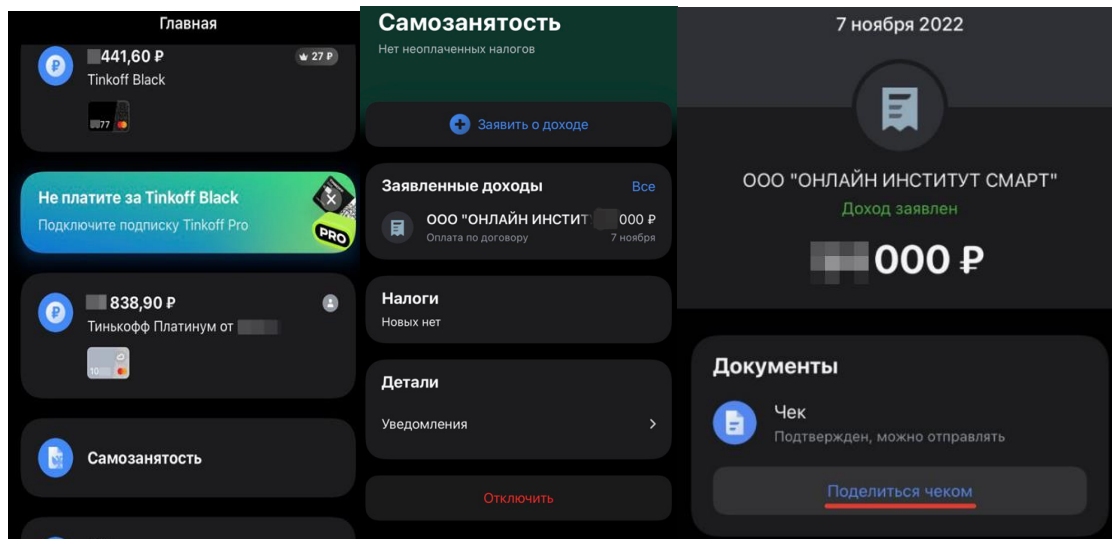 Главная
441,60 ₽
27 ₽
Tinkoff Black
77
Не платите за Tinkoff Black
Подключите подписку Tinkoff Pro
PRO
838,90 ₽
Тинькофф Платинум от
10
Самозанятость
Самозанятость
Нет неоплаченных налогов
Заявить о доходе
Заявленные доходы
Все
ООО "ОНЛАЙН ИНСТИТ
000 ₽
Оплата по договору
7 ноября
Налоги
Новых нет
Детали
Уведомления
Отключить
7 ноября 2022
ООО "ОНЛАЙН ИНСТИТУТ СМАРТ"
Доход заявлен
000 ₽
Документы
Чек
Подтвержден, можно отправлять
Поделиться чеком